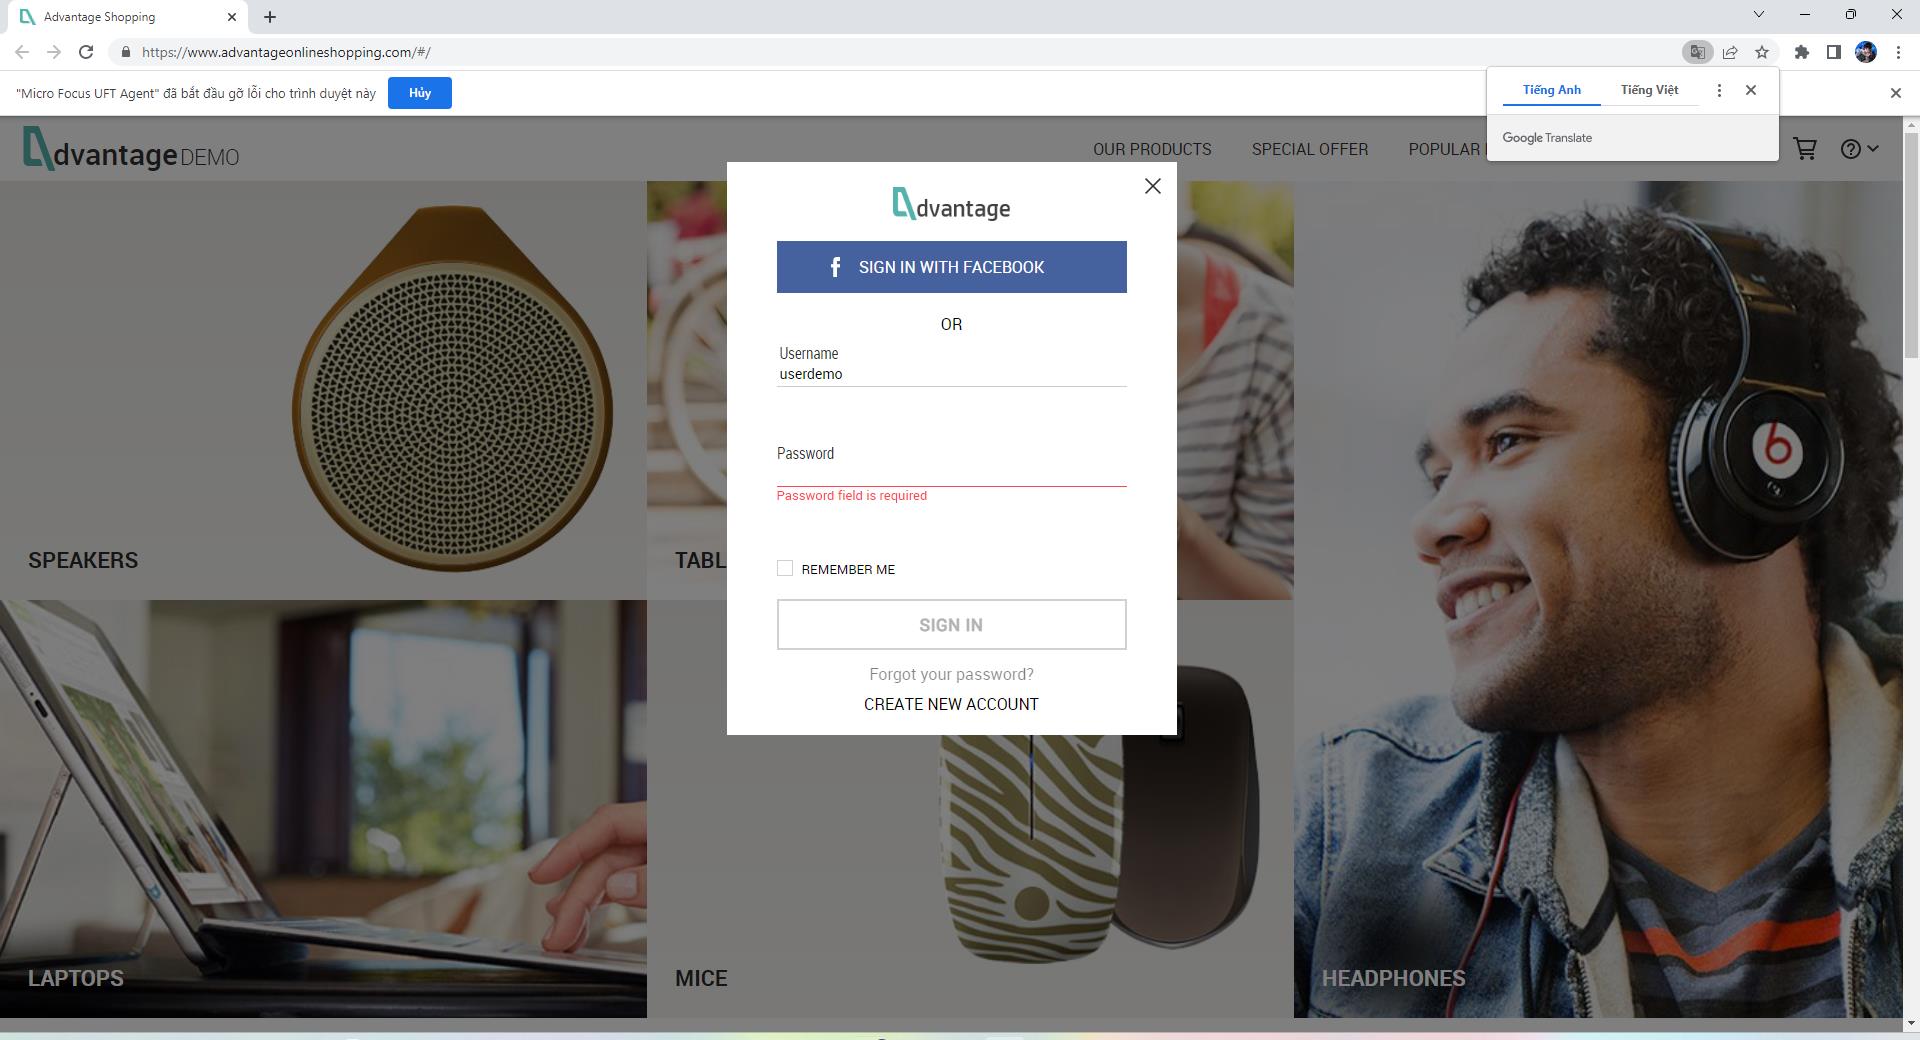 Advantage Shopping
https://www.advantageonlineshopping.com/#/
"Micro Focus UFT Agent" đã bắt đầu gỡ lỗi cho trình duyệt này
Hủy
Tiếng Anh
Tiếng Việt
Google Translate
dvantage DEMO
OUR PRODUCTS
SPECIAL OFFER
POPULAR
dvantage
SIGN IN WITH FACEBOOK
OR
Username
userdemo
Password
Password field is required
REMEMBER ME
SIGN IN
Forgot your password?
CREATE NEW ACCOUNT
SPEAKERS
TABL
LAPTOPS
MICE
HEADPHONES